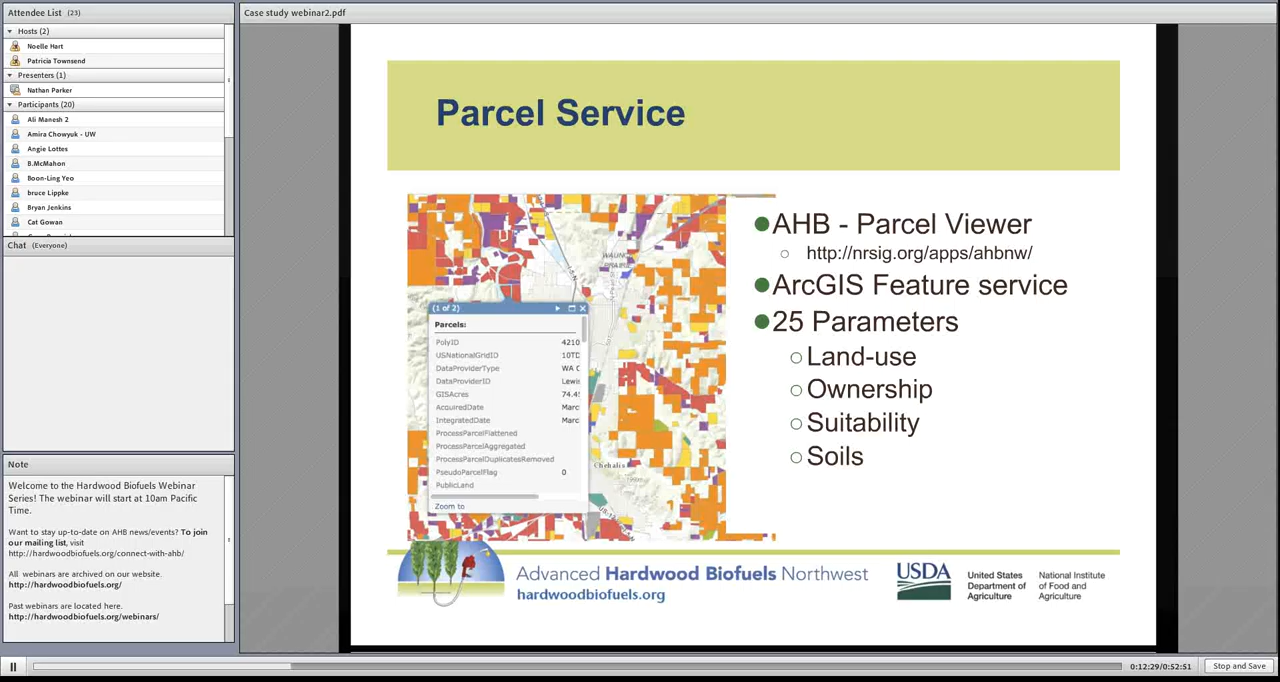 Attendee List (23)
Hosts (2)
Noelle Hart
Patricia Townsend
Presenters (1)
Nathan Parker
Participants (20)
Ali Manesh 2
Amira Chowyuk - UW
Angie Lottes
B.McMahon
Boon-Ling Yeo
bruce Lippke
Bryan Jenkins
Cat Gowan
Chat (Everyone)
Note
Welcome to the Hardwood Biofuels Webinar
Series! The webinar will start at 10am Pacific
Time.
Want to stay up-to-date on AHB news/events? To join
our mailing list, visit
http://hardwoodbiofuels.org/connect-with-ahb/
All webinars are archived on our website.
http://hardwoodbiofuels.org/
Past webinars are located here.
http://hardwoodbiofuels.org/webinars/
Case study webinar2.pdf
Parcel Service
(1 of 2)
Parcels:
PolyID 4210
USNationalGridID 10TD
DataProviderType WA C
DataProviderID Lewis
GISAcres 74.4
AcquiredDate Marc
IntegratedDate Marc
ProcessParcelFlattened
ProcessParcelAggregated
ProcessParcelDuplicatesRemoved
PseudoParcelFlag 0
PublicLand
Zoom to
Chehalis
AHB - Parcel Viewer
http://nrsig.org/apps/ahbnw/
ArcGIS Feature service
25 Parameters
Land-use
Ownership
Suitability
Soils
Advanced Hardwood Biofuels Northwest
hardwoodbiofuels.org
USDA
United States
Department of
Agriculture
National Institute
of Food and
Agriculture
0:12:29/0:52:51
Stop and Save